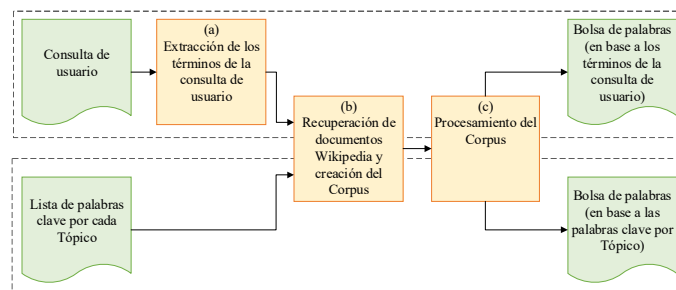 Consulta de
usuario
(a)
Extracción de los
términos de la
consulta de
usuario
(b)
Recuperación de
documentos
Wikipedia y
creación del
Corpus
(c)
Procesamiento del
Corpus
Bolsa de palabras
(en base a los
términos de la
consulta de
usuario)
Lista de palabras
clave por cada
Tópico
Bolsa de palabras
(en base a las
palabras clave por
Tópico)